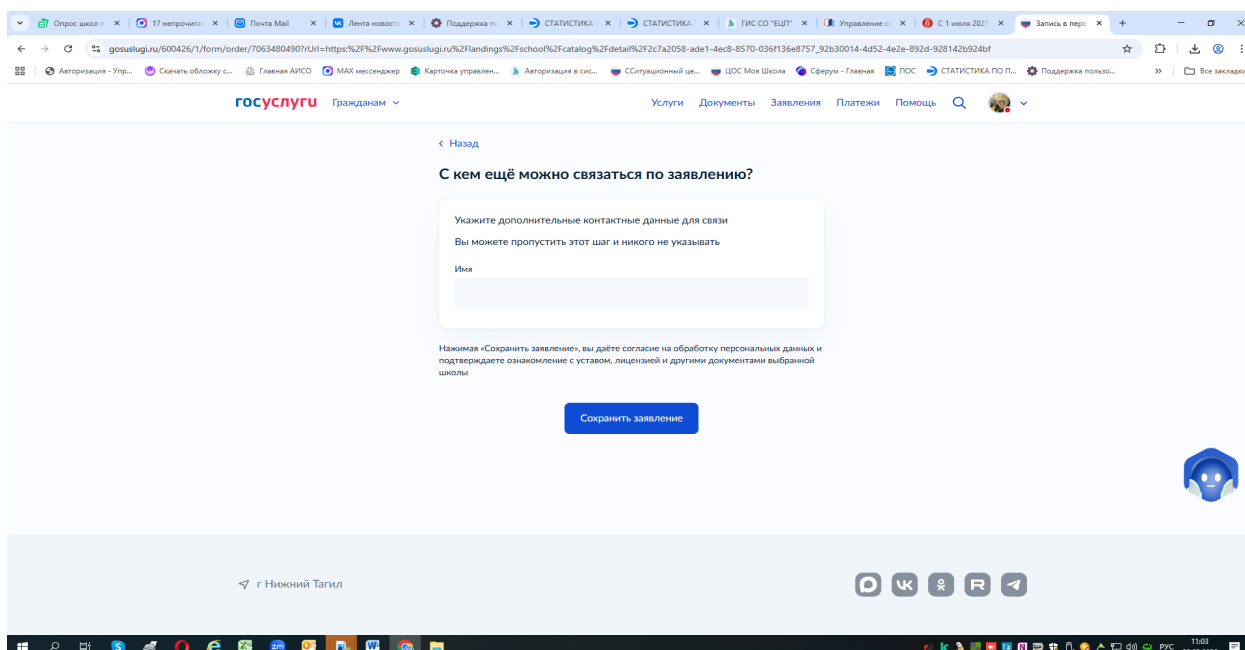 Опрос школ п
17 непрочита
Почта Mail
Лента новосте
Поддержка по
СТАТИСТИКА
СТАТИСТИКА
ГИС СО "ЕЦП"
Управление о
С 1 июля 2025
Запись в перв
gosuslugi.ru/600426/1/form/order/7063480490?rUrl=https:%2F%2Fwww.gosuslugi.ru%2Flandings%2Fschool%2Fcatalog%2Fdetail%2F2c7a2058-ade1-4ec8-8570-036f136e8757_92b30014-4d52-4e2e-892d-928142b924bf
Авторизация - Упр...
Скачать обложку с...
Главная АИСО
MAX мессенджер
Карточка управлен...
Авторизация в сис...
ССитуационный це...
ЦОС Моя Школа
Сферум - Главная
ПОС
СТАТИСТИКА ПО П...
Поддержка пользо...
Все закладки
госуслуги
Гражданам
Услуги
Документы
Заявления
Платежи
Помощь
Назад
С кем ещё можно связаться по заявлению?
Укажите дополнительные контактные данные для связи
Вы можете пропустить этот шаг и никого не указывать
Имя
Нажимая «Сохранить заявление», вы даёте согласие на обработку персональных данных и
подтверждаете ознакомление с уставом, лицензией и другими документами выбранной
школы
Сохранить заявление
г Нижний Тагил
РУС
11:03